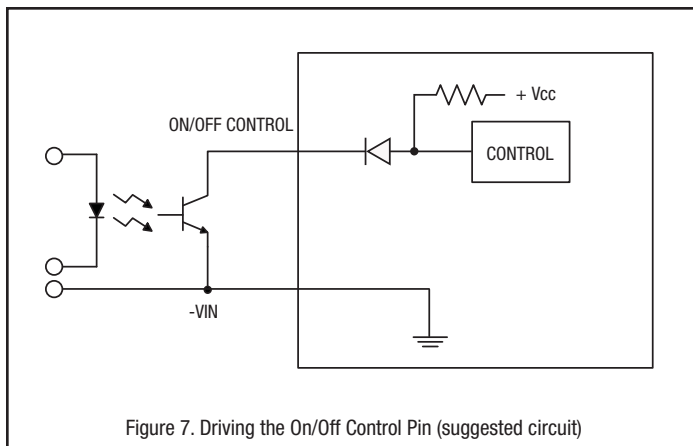 + Vcc
ON/OFF CONTROL
CONTROL
-VIN
Figure 7. Driving the On/Off Control Pin (suggested circuit)